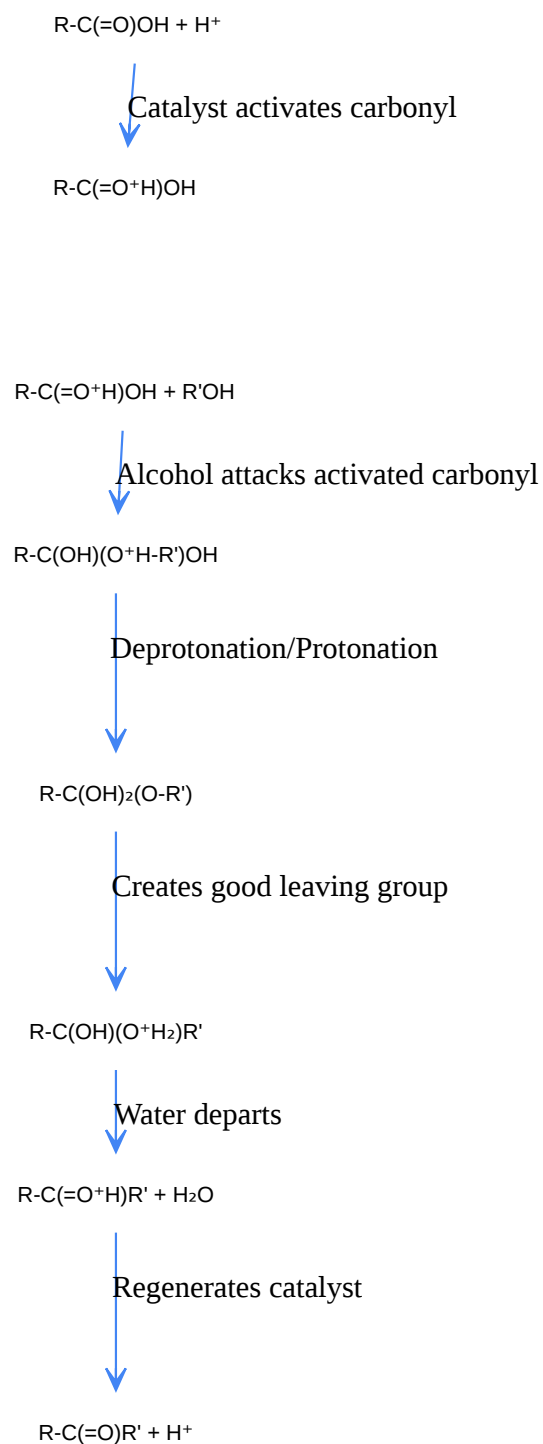 R-C(=O)OH + H⁺
Catalyst activates carbonyl
R-C(=O⁺H)OH
R-C(=O⁺H)OH + R'OH
Alcohol attacks activated carbonyl
R-C(OH)(O⁺H-R')OH
Deprotonation/Protonation
R-C(OH)₂(O-R')
Creates good leaving group
R-C(OH)(O⁺H₂)R'
Water departs
R-C(=O⁺H)R' + H₂O
Regenerates catalyst
R-C(=O)R' + H⁺